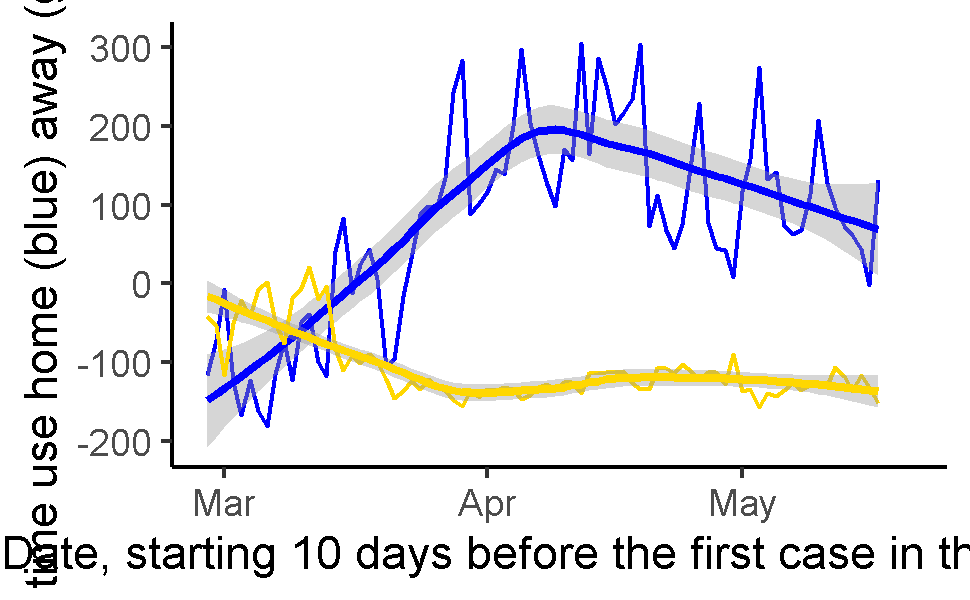 time use home (blue) away (
300
200
100
0
-100
-200
Mar Apr May
Date, starting 10 days before the first case in th